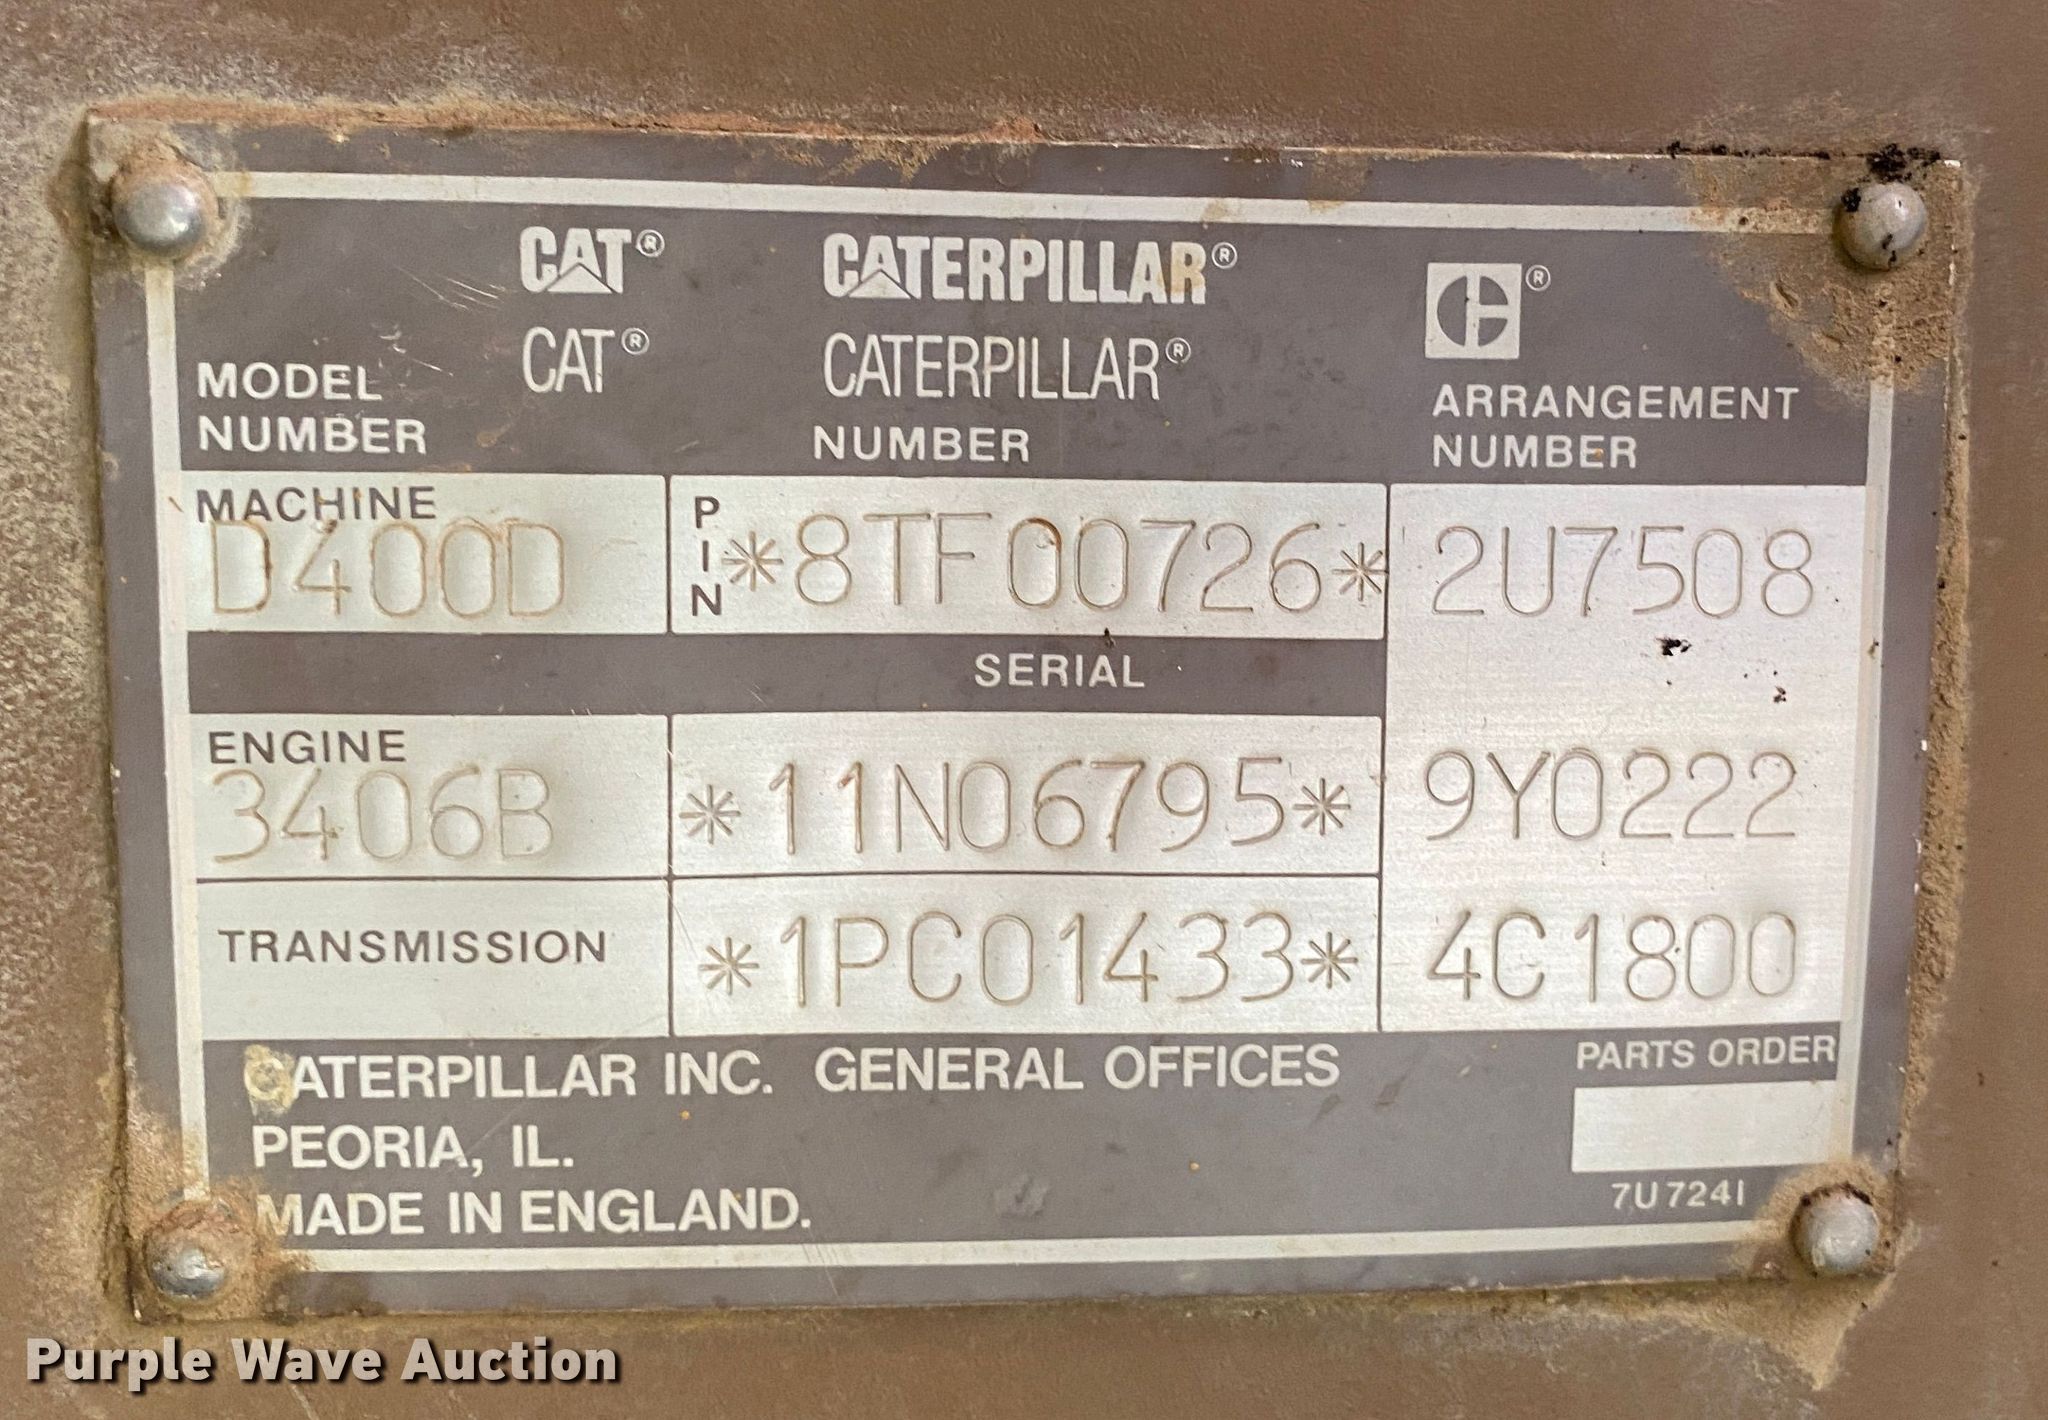 CAT® CATERPILLAR® C®
CAT® CATERPILLAR®
MODEL NUMBER
NUMBER
ARRANGEMENT NUMBER
MACHINE
D400D
PIN
*8TF00726*
2U7508
SERIAL
ENGINE
3406B
*11N06795*
9Y0222
TRANSMISSION
*1PC01433*
4C1800
CATERPILLAR INC. GENERAL OFFICES
PEORIA, IL.
MADE IN ENGLAND.
PARTS ORDER
7U7241
Purple Wave Auction